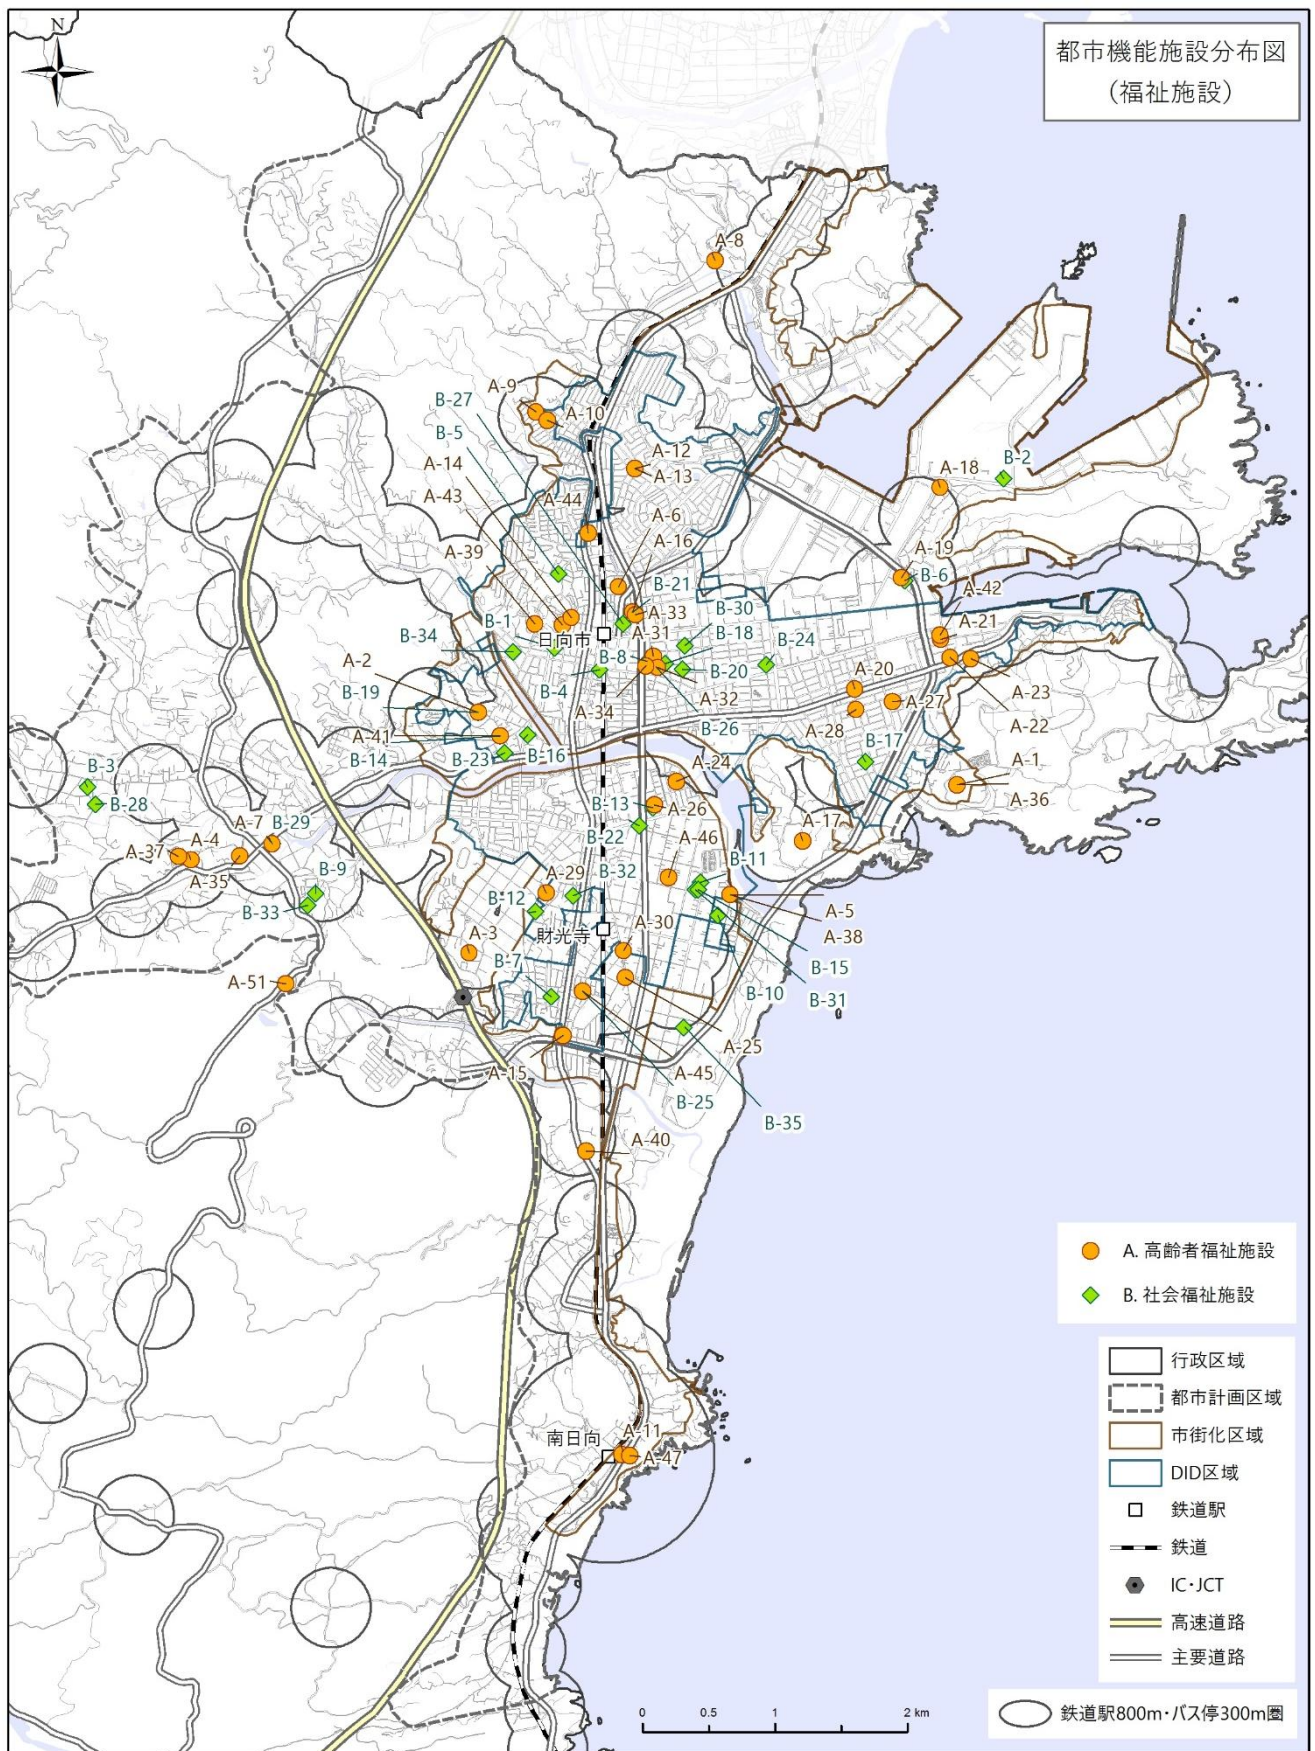 N
都市機能施設分布図
(福祉施設)
A-8
A-9
B-27
A-10
B-5
A-12
A-14
A-13
A-18
B-2
A-43
A-44
A-6
A-39
A-16
A-19
B-21
B-6
A-42
B-1
日向市
A-33
B-30
A-21
B-34
A-31
B-18
B-24
A-2
B-8
B-20
A-20
B-19
B-4
A-32
A-23
A-34
A-27
A-22
A-41
B-26
A-28
B-14
B-23
B-16
B-17
A-24
A-1
B-3
B-28
B-13
A-26
A-36
A-7
B-29
B-22
A-17
A-37
A-4
A-46
A-35
B-9
B-32
B-11
A-29
B-12
B-33
A-5
A-30
A-38
財光寺
A-3
B-15
B-7
B-10
B-31
A-51
A-25
A-15
A-45
B-25
B-35
A-40
A-11
南日向
A-47
A. 高齢者福祉施設
B. 社会福祉施設
行政区域
都市計画区域
市街化区域
DID区域
鉄道駅
鉄道
IC・JCT
高速道路
主要道路
鉄道駅800m・バス停300m圏
0 0.5 1 2 km